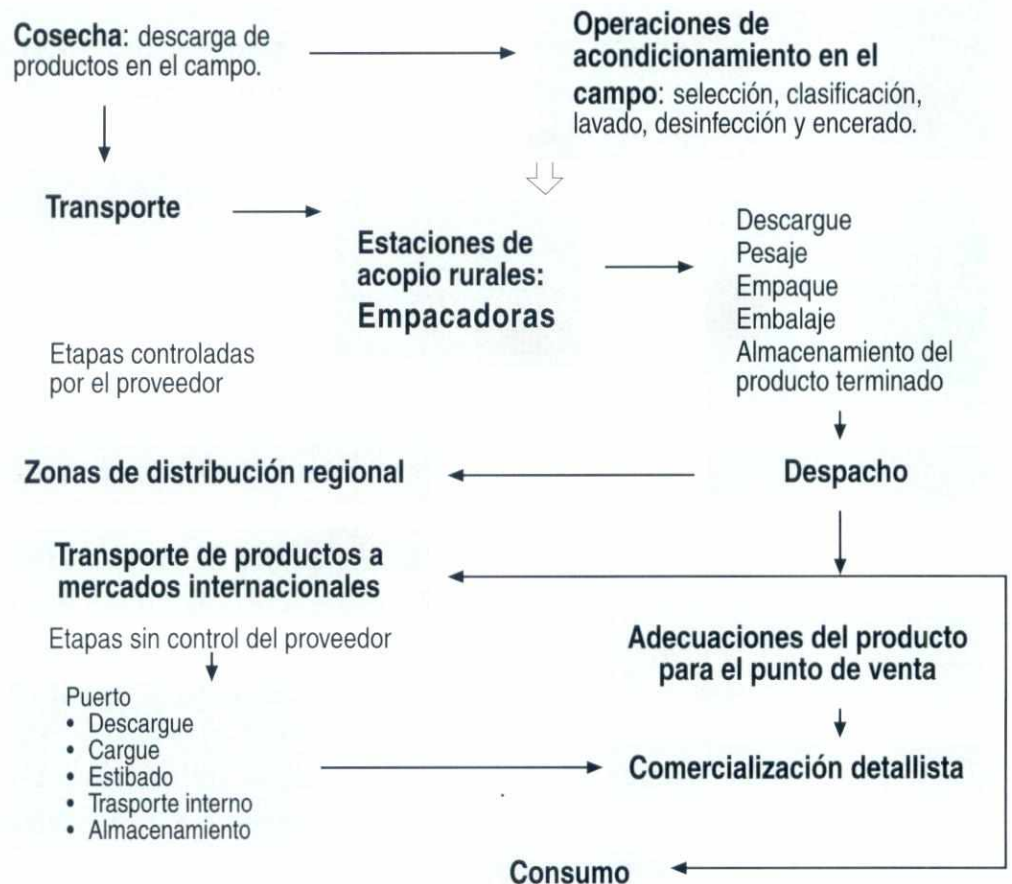 Cosecha: descarga de
productos en el campo.
Operaciones de
acondicionamiento en el
campo: selección, clasificación,
lavado, desinfección y encerado.
Transporte
Estaciones de
acopio rurales:
Empacadoras
Descargue
Pesaje
Empaque
Embalaje
Almacenamiento del
producto terminado
Etapas controladas
por el proveedor
Zonas de distribución regional
Despacho
Transporte de productos a
mercados internacionales
Etapas sin control del proveedor
Adecuaciones del producto
para el punto de venta
Puerto
• Descargue
• Cargue
• Estibado
• Trasporte interno
• Almacenamiento
Comercialización detallista
Consumo